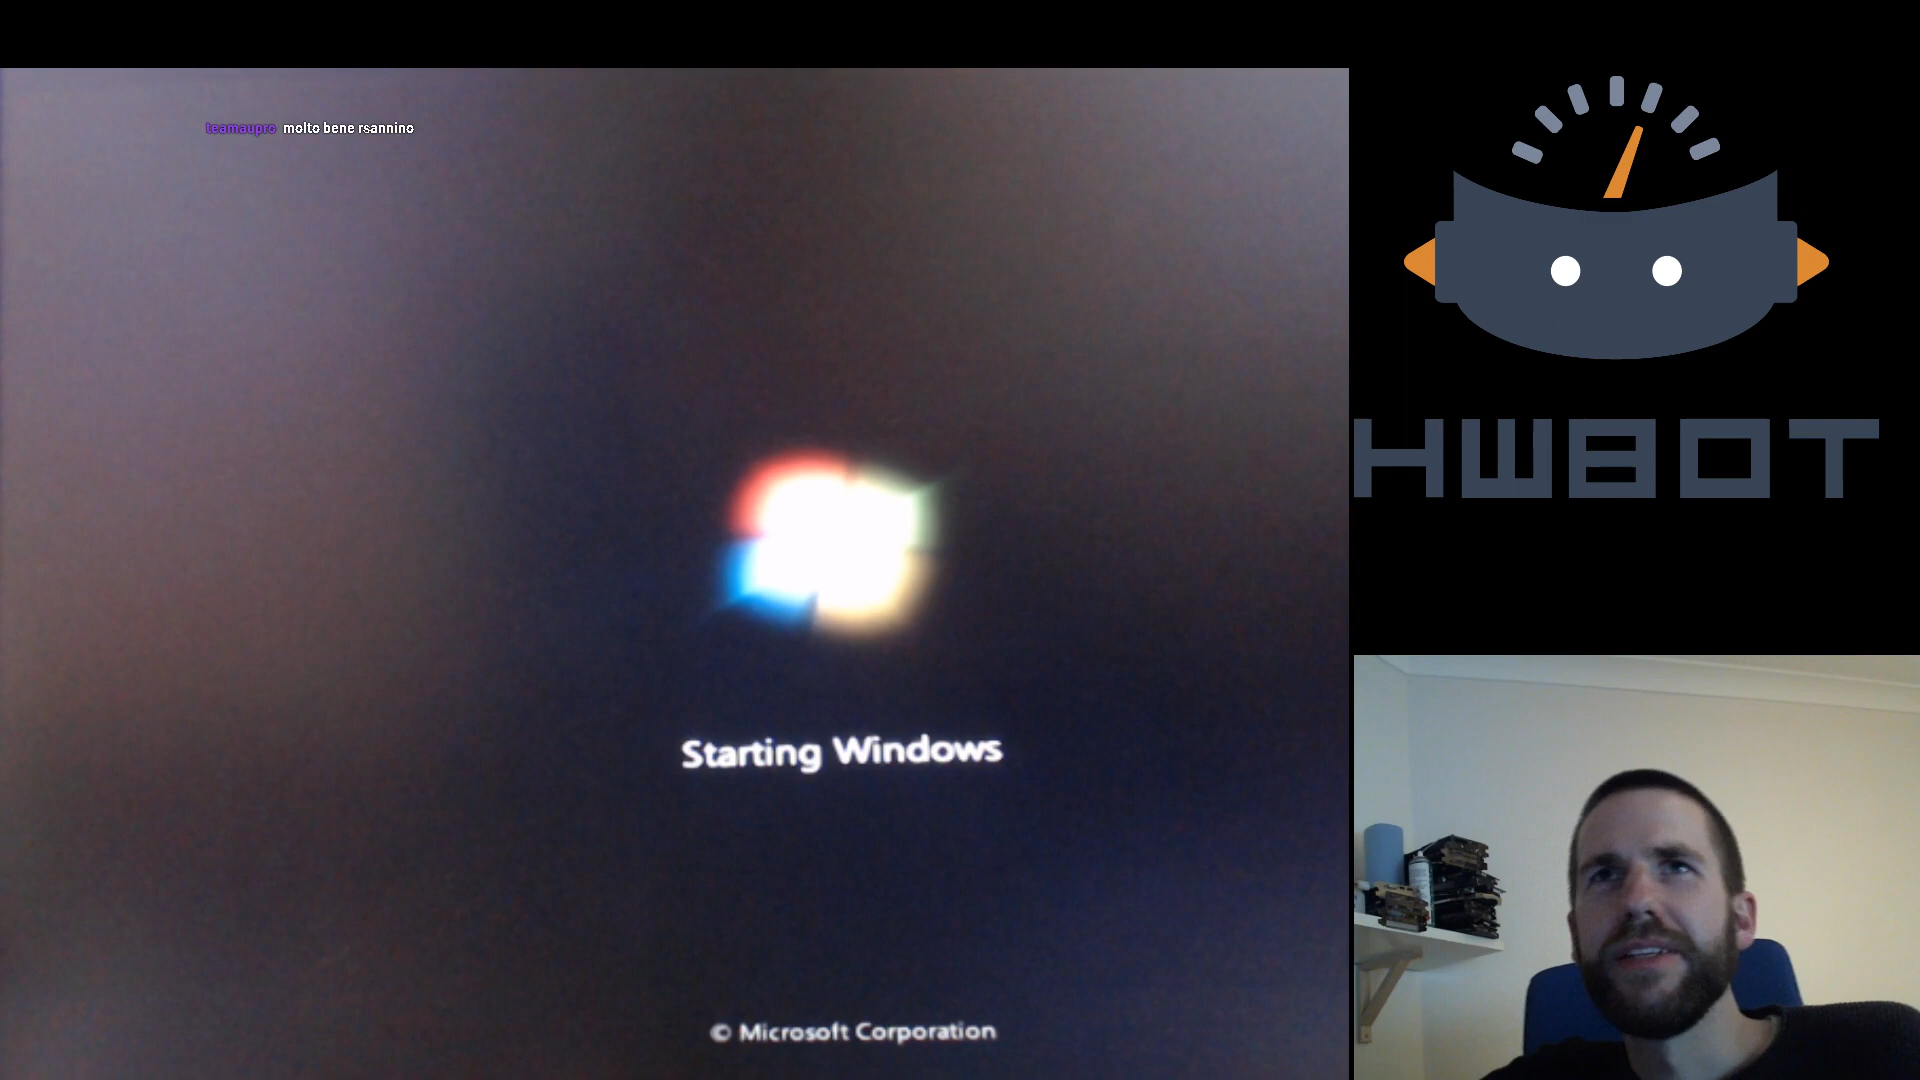 teamaupro molto bene rsannino
HWBOT
Starting Windows
© Microsoft Corporation